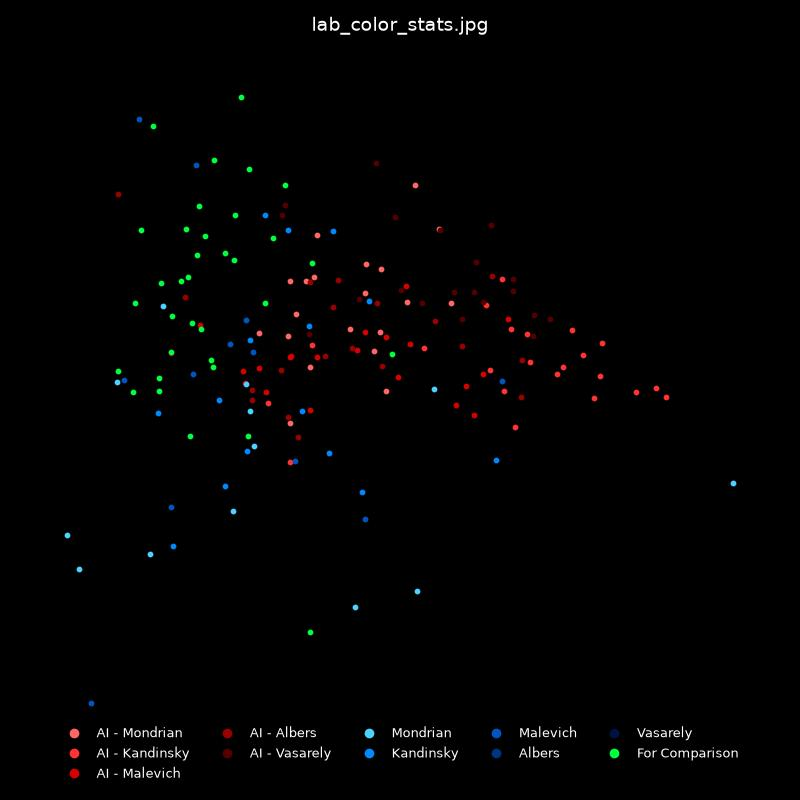 lab_color_stats.jpg
AI - Mondrian AI - Albers Mondrian Malevich Vasarely
AI - Kandinsky AI - Vasarely Kandinsky Albers For Comparison
AI - Malevich